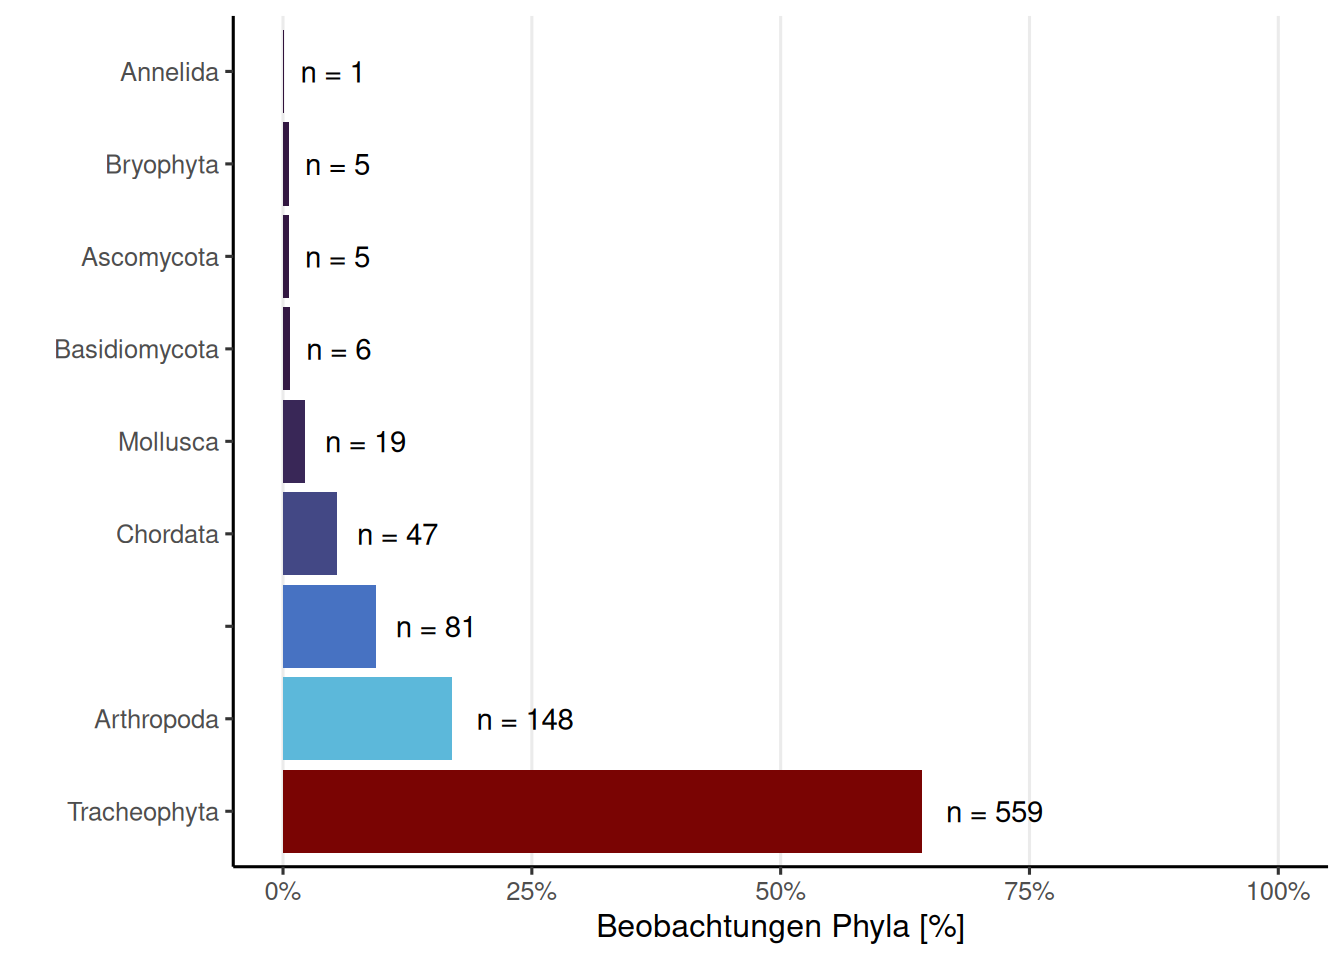 Annelida n = 1
Bryophyta n = 5
Ascomycota n = 5
Basidiomycota n = 6
Mollusca n = 19
Chordata n = 47
n = 81
Arthropoda n = 148
Tracheophyta n = 559
0% 25% 50% 75% 100%
Beobachtungen Phyla [%]